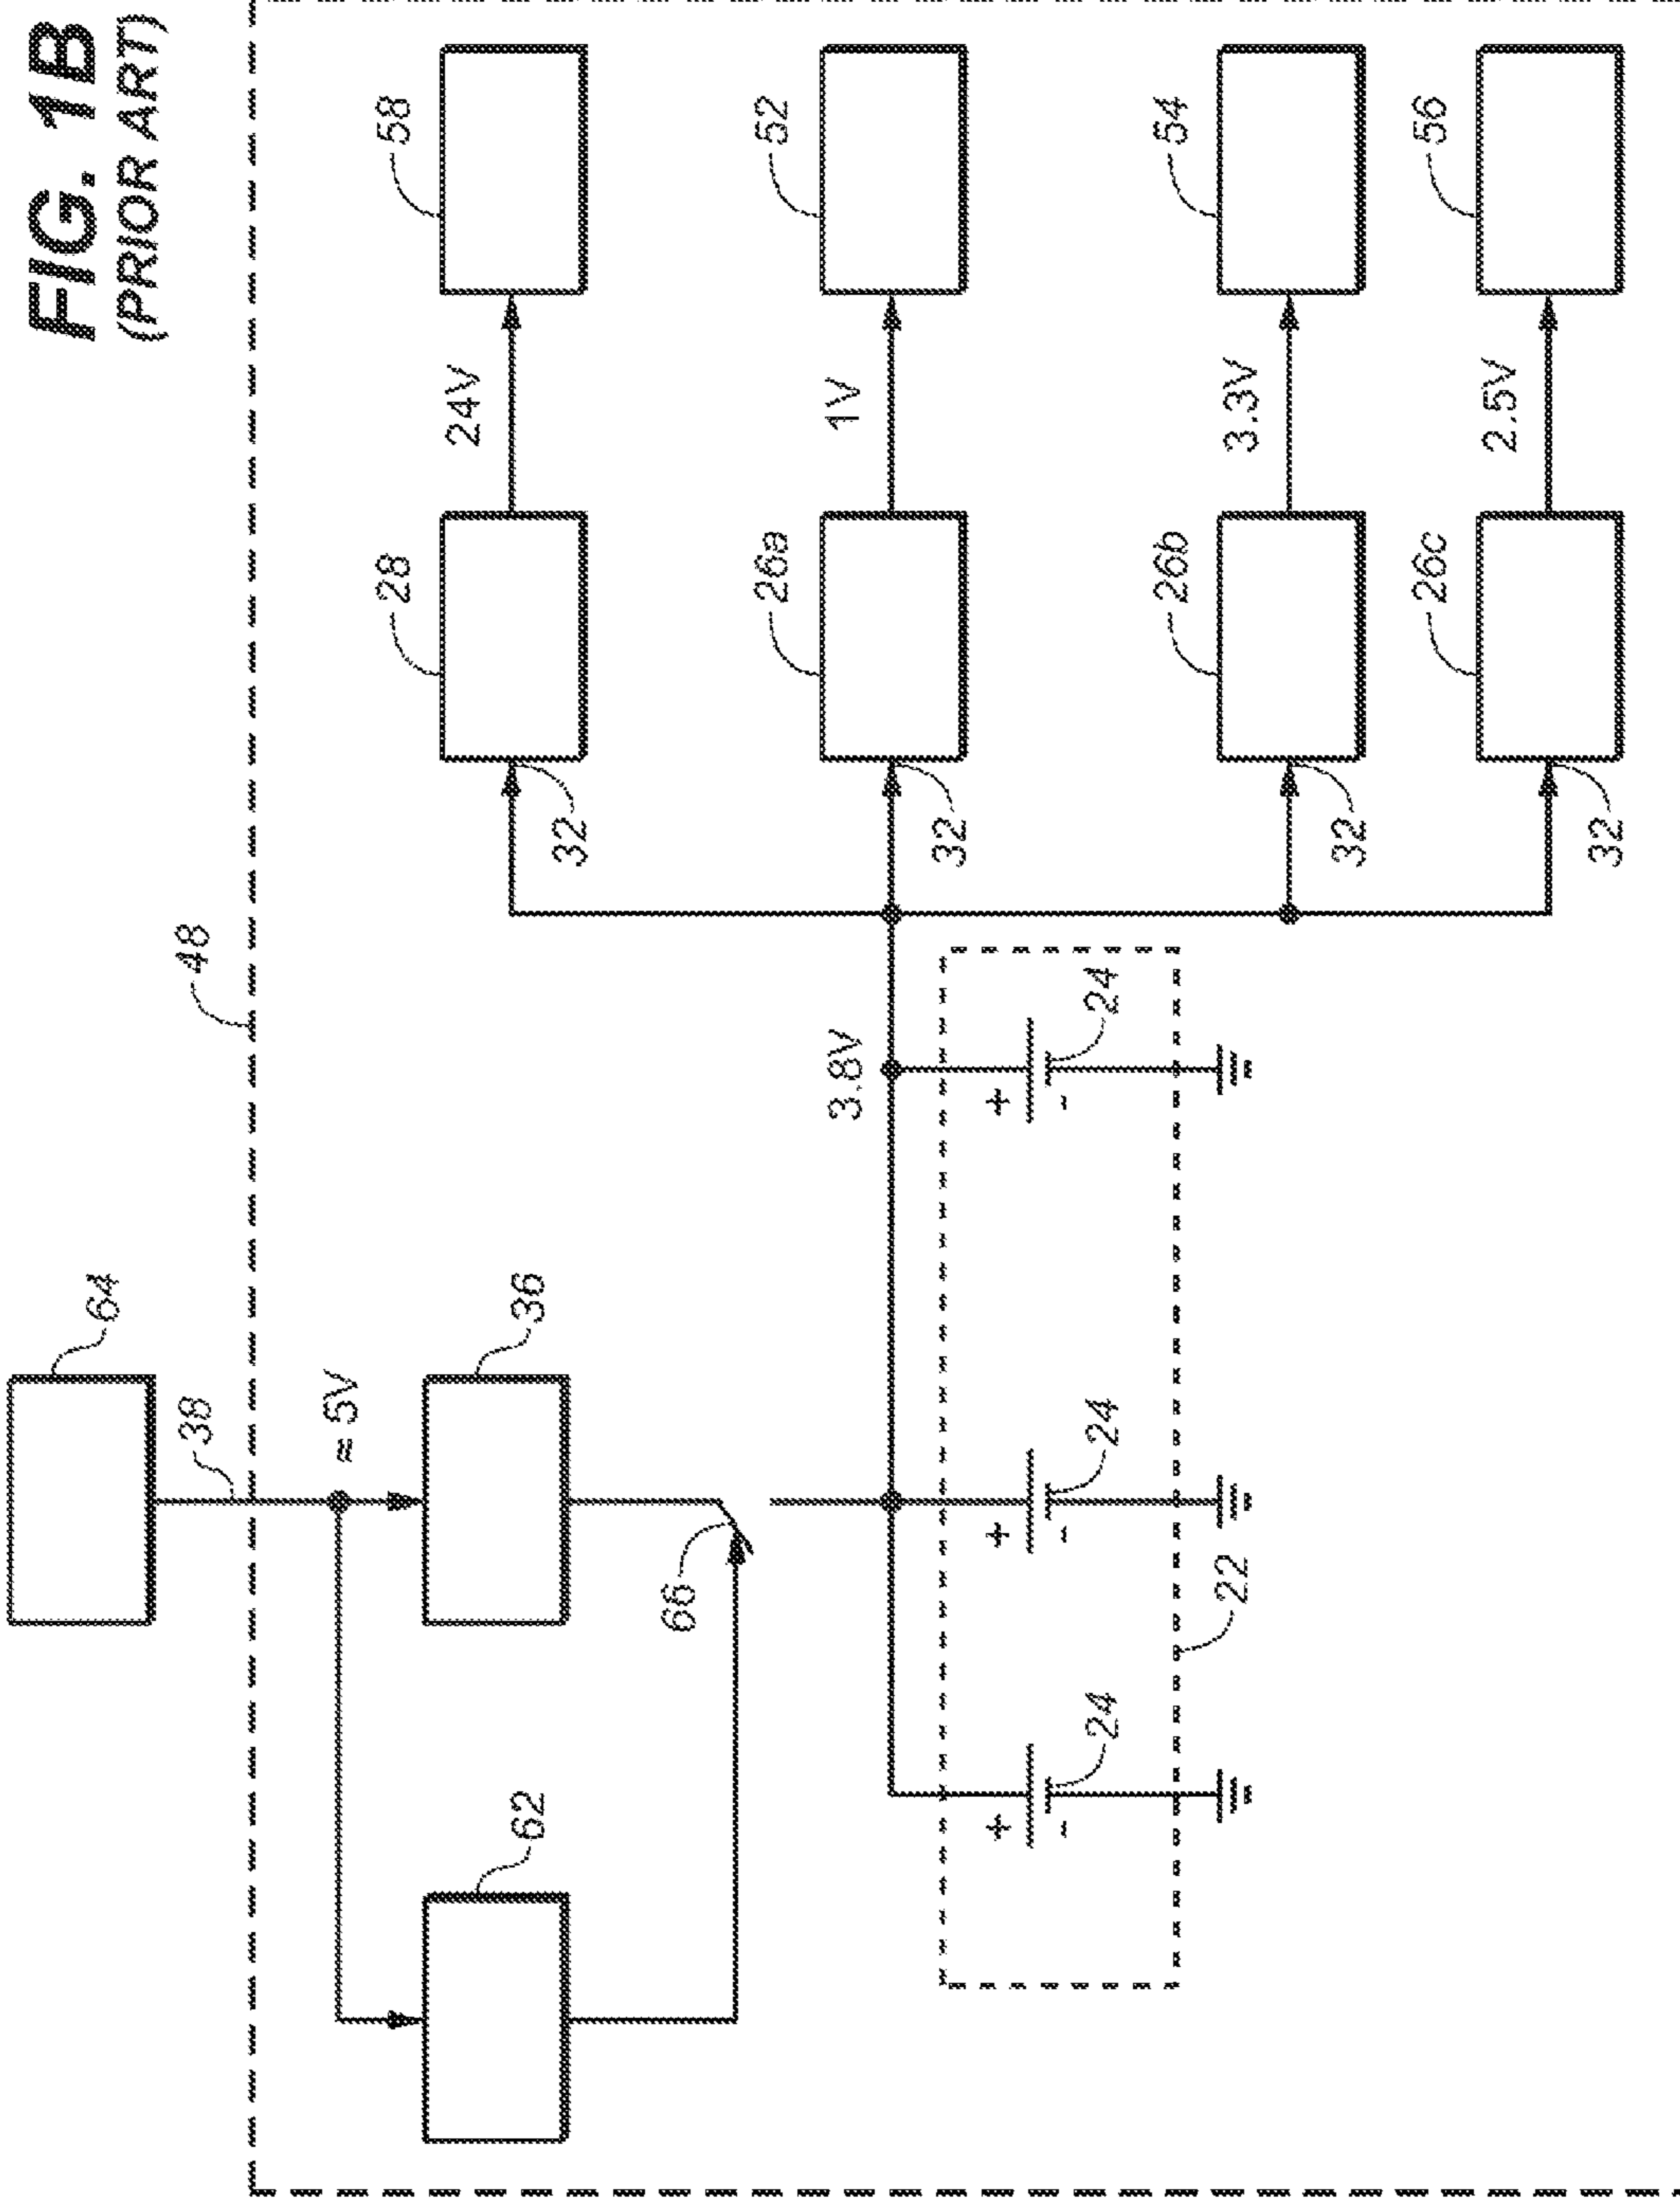 FIG. 1B
(PRIOR ART)
64
38
48
≈ 5V
62
36
58
28
24V
66
3.8V
52
26a
1V
32
32
24
24
24
+
-
+
-
+
-
22
54
26b
3.3V
32
56
26c
2.5V
32